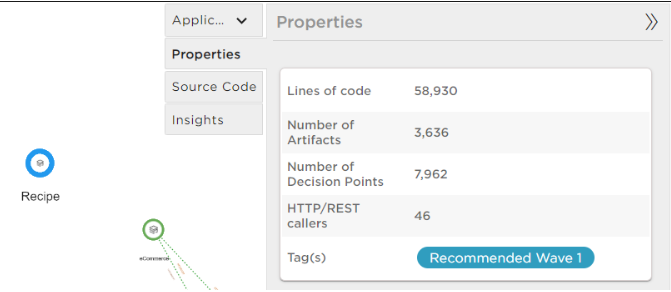 Applic...
Properties
Properties
Source Code
Insights
Lines of code 58,930
Number of
Artifacts
3,636
Number of
Decision Points
7,962
HTTP/REST
callers
46
Tag(s) Recommended Wave 1
Recipe
eCommerce